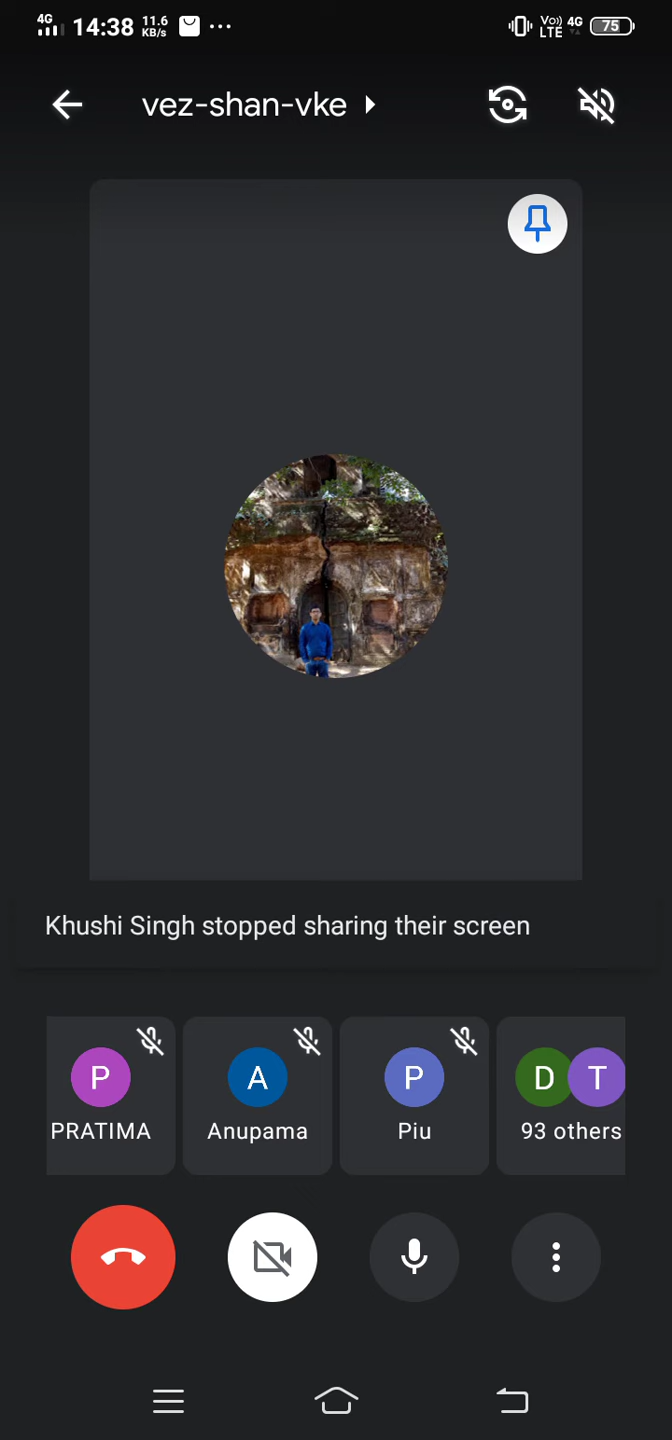 4G 14:38 11.6 KB/s ... Vo) LTE 4G 75
vez-shan-vke
Khushi Singh stopped sharing their screen
P A P D T
PRATIMA Anupama Piu 93 others